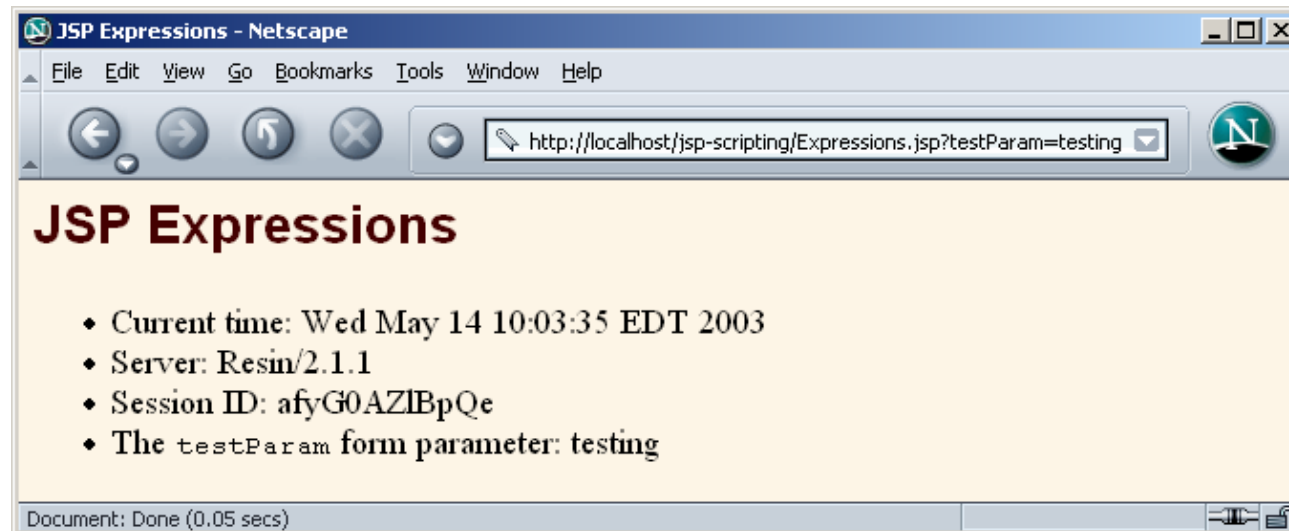 JSP Expressions - Netscape
File Edit View Go Bookmarks Tools Window Help
http://localhost/jsp-scripting/Expressions.jsp?testParam=testing
N
JSP Expressions
• Current time: Wed May 14 10:03:35 EDT 2003
• Server: Resin/2.1.1
• Session ID: afyG0AZlBpQe
• The testParam form parameter: testing
Document: Done (0.05 secs)